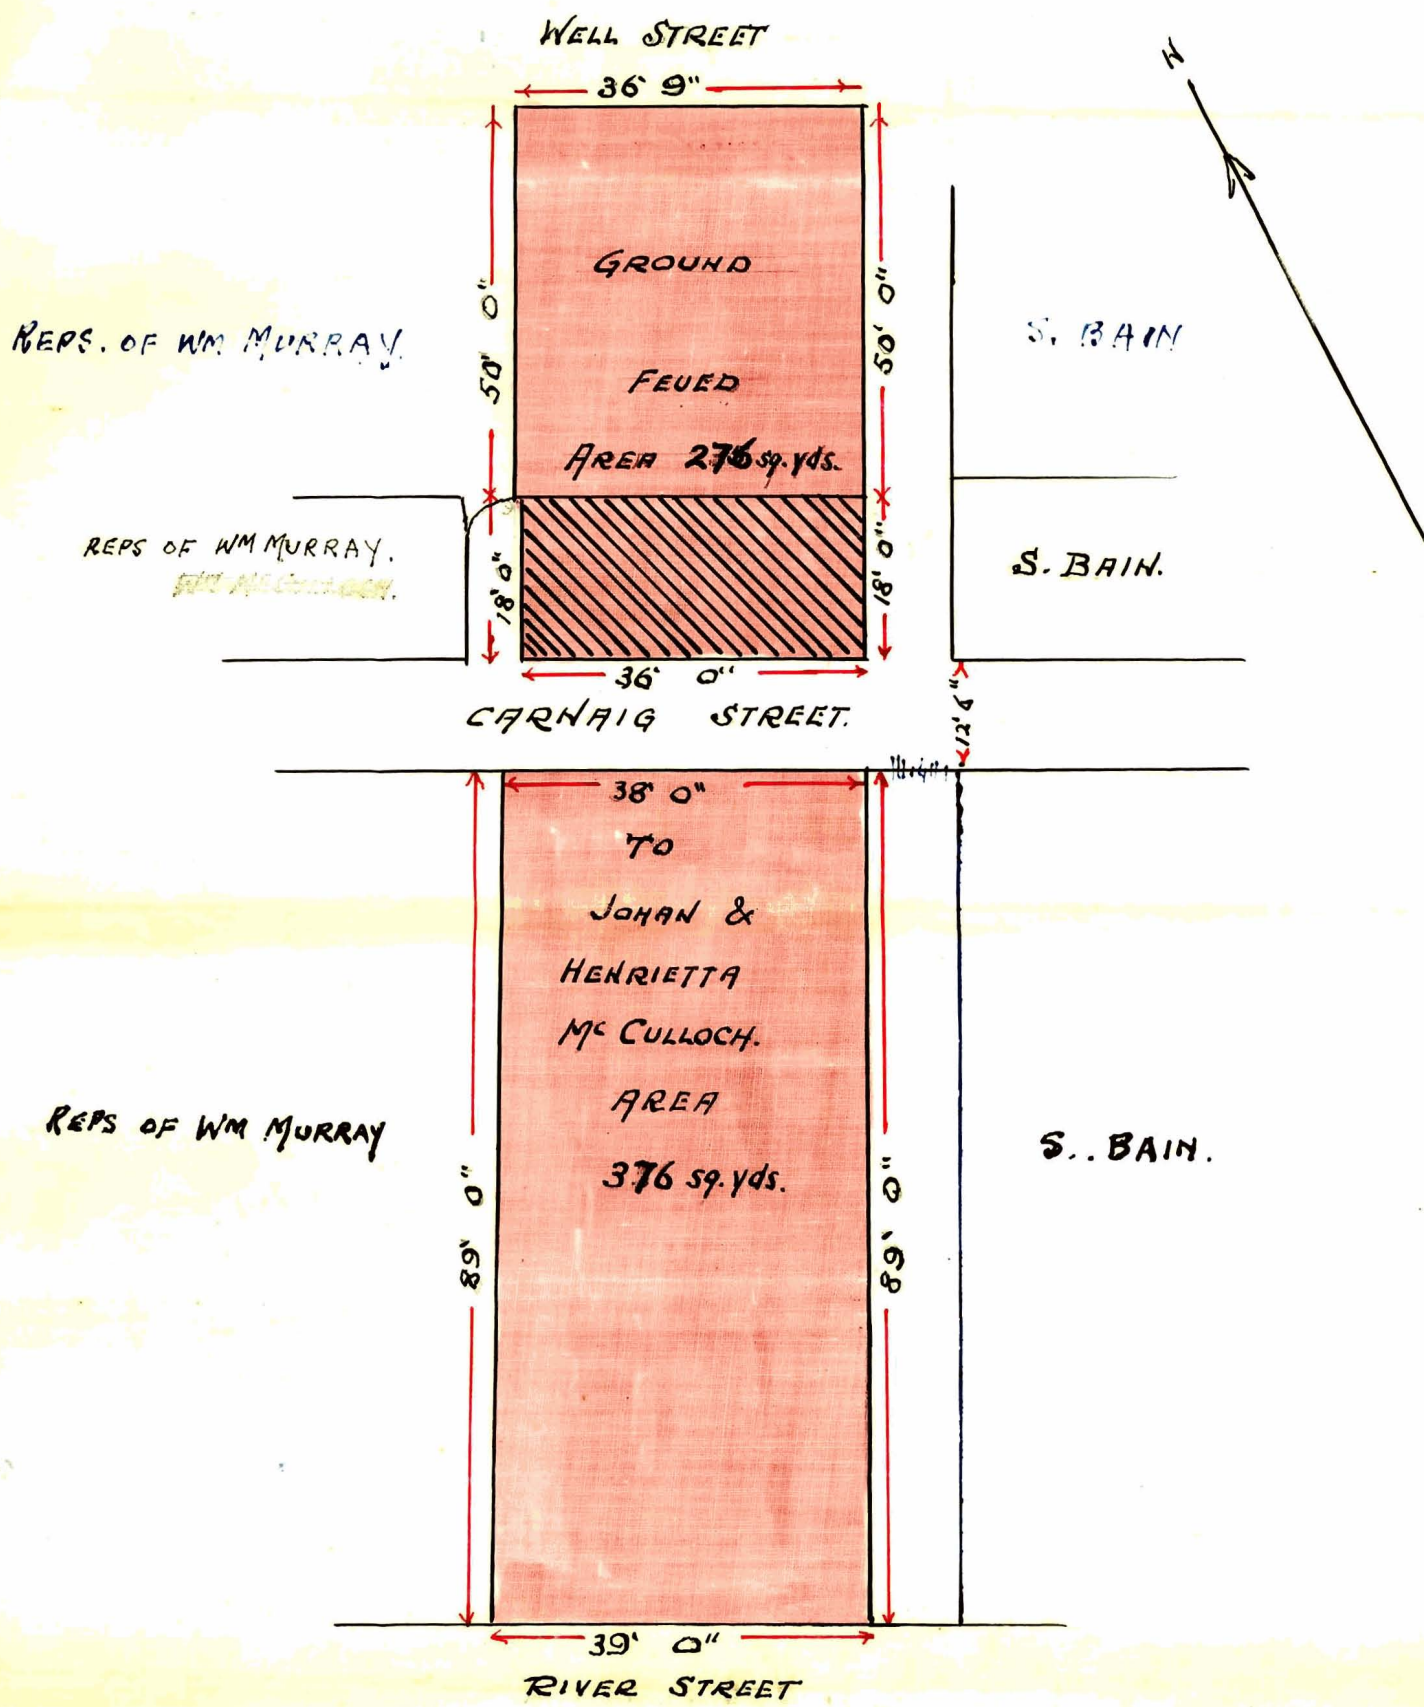 WELL STREET
36' 9"
N
50' 0"
50' 0"
GROUND
FEUED
AREA 276 sq. yds.
REPS. OF WM MURRAY.
S. BAIN
REPS OF WM MURRAY.
18' 0"
18' 0"
S. BAIN.
36' 0"
CARNAIG STREET.
12' 6"
38' 0"
TO
JOHAN &
HENRIETTA
Mc CULLOCH.
AREA
376 sq. yds.
REPS OF WM MURRAY
S.. BAIN.
89' 0"
89' 0"
39' 0"
RIVER STREET